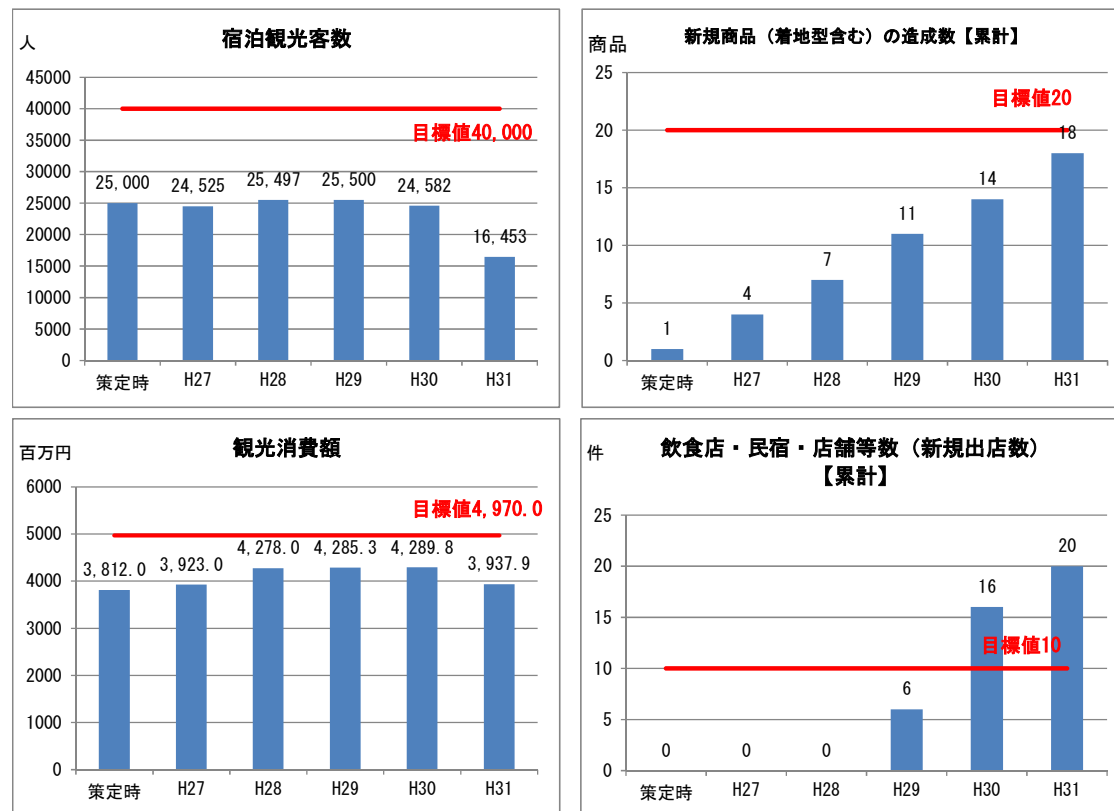 宿泊観光客数
人
45000
40000
35000
30000
25000
20000
15000
10000
5000
0
目標値40,000
25,000
24,525
25,497
25,500
24,582
16,453
策定時
H27
H28
H29
H30
H31
新規商品(着地型含む)の造成数【累計】
商品
25
20
15
10
5
0
目標値20
1
4
7
11
14
18
策定時
H27
H28
H29
H30
H31
観光消費額
百万円
6000
5000
4000
3000
2000
1000
0
目標値4,970.0
3,812.0
3,923.0
4,278.0
4,285.3
4,289.8
3,937.9
策定時
H27
H28
H29
H30
H31
飲食店・民宿・店舗等数(新規出店数)
【累計】
件
25
20
15
10
5
0
目標値10
0
0
0
6
16
20
策定時
H27
H28
H29
H30
H31